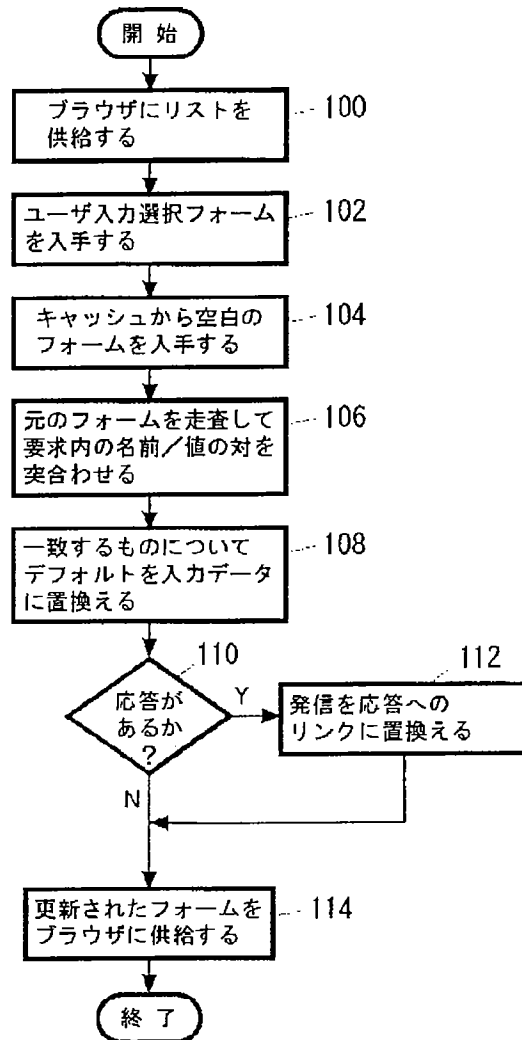 開 始
ブラウザにリストを
供給する
100
ユーザ入力選択フォーム
を入手する
102
キャッシュから空白の
フォームを入手する
104
元のフォームを走査して
要求内の名前／値の対を
突合わせる
106
一致するものについて
デフォルトを入力データ
に置換える
108
110
応答が
あるか
?
Y
N
112
発信を応答への
リンクに置換える
更新されたフォームを
ブラウザに供給する
114
終 了